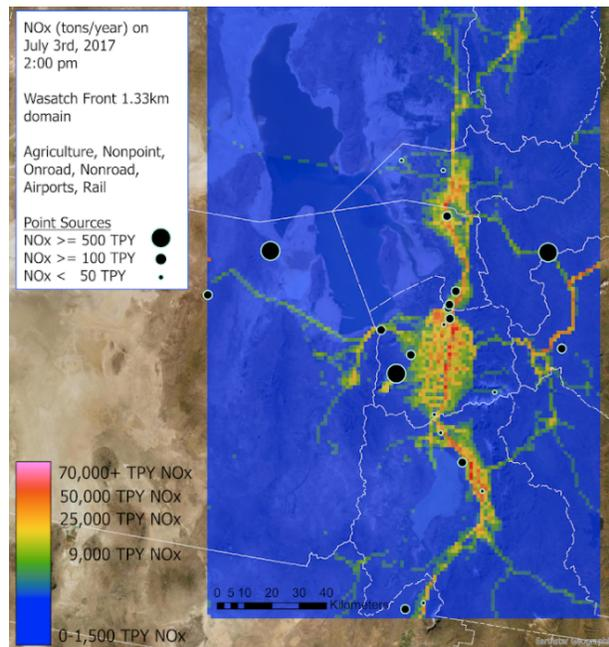 NOx (tons/year) on
July 3rd, 2017
2:00 pm
Wasatch Front 1.33km
domain
Agriculture, Nonpoint,
Onroad, Nonroad,
Airports, Rail
Point Sources
NOx >= 500 TPY
NOx >= 100 TPY
NOx < 50 TPY
70,000+ TPY NOx
50,000 TPY NOx
25,000 TPY NOx
9,000 TPY NOx
0-1,500 TPY NOx
0 5 10 20 30 40
Kilometers
Earthstar Geographics